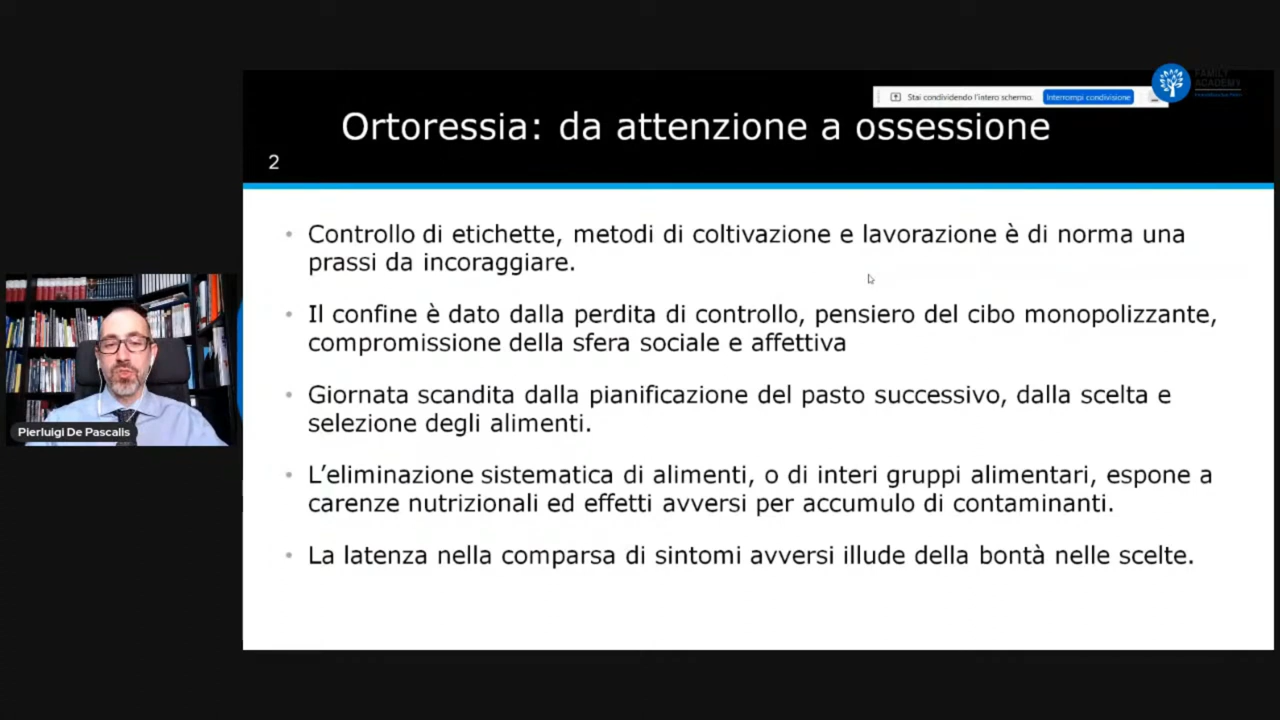 FAMILY
ACADEMY
Stai condividendo l'intero schermo.
Interrompi condivisione
Ortoressia: da attenzione a ossessione
2
• Controllo di etichette, metodi di coltivazione e lavorazione è di norma una
prassi da incoraggiare.
• Il confine è dato dalla perdita di controllo, pensiero del cibo monopolizzante,
compromissione della sfera sociale e affettiva
• Giornata scandita dalla pianificazione del pasto successivo, dalla scelta e
selezione degli alimenti.
• L’eliminazione sistematica di alimenti, o di interi gruppi alimentari, espone a
carenze nutrizionali ed effetti avversi per accumulo di contaminanti.
• La latenza nella comparsa di sintomi avversi illude della bontà nelle scelte.
Pierluigi De Pascalis